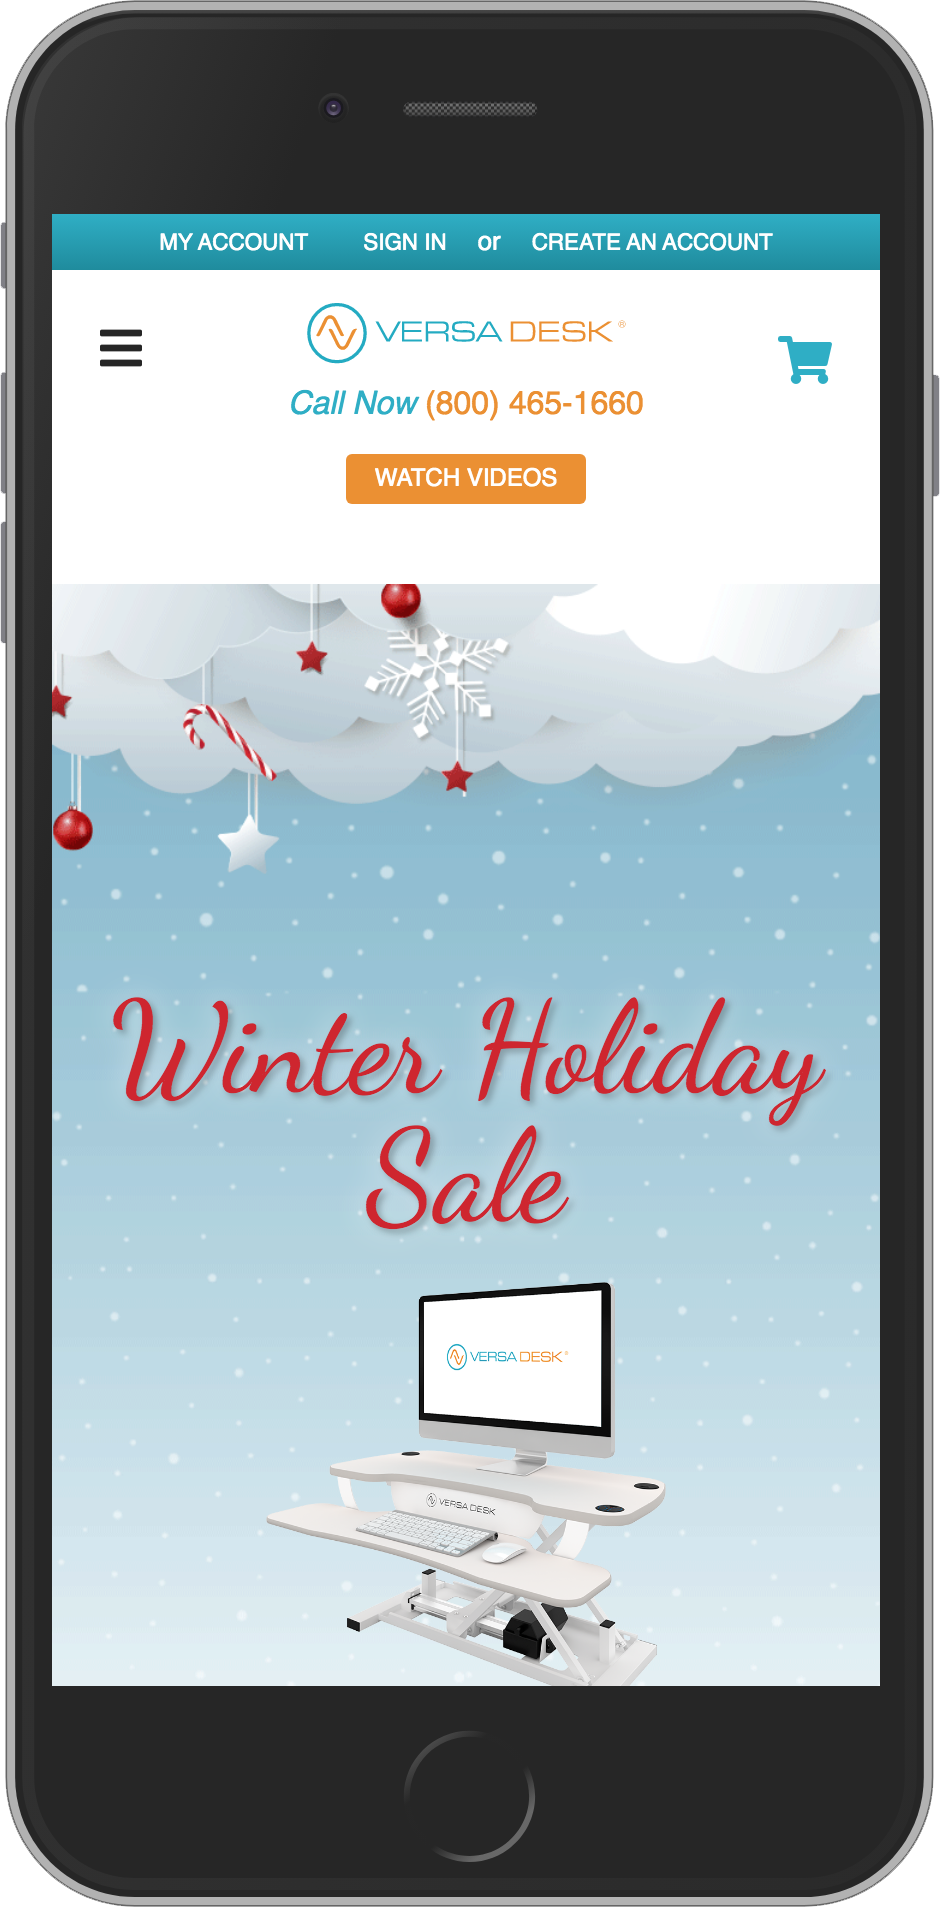 MY ACCOUNT SIGN IN or CREATE AN ACCOUNT
VERSA DESK ®
Call Now (800) 465-1660
WATCH VIDEOS
Winter Holiday
Sale
VERSA DESK ®
VERSA DESK